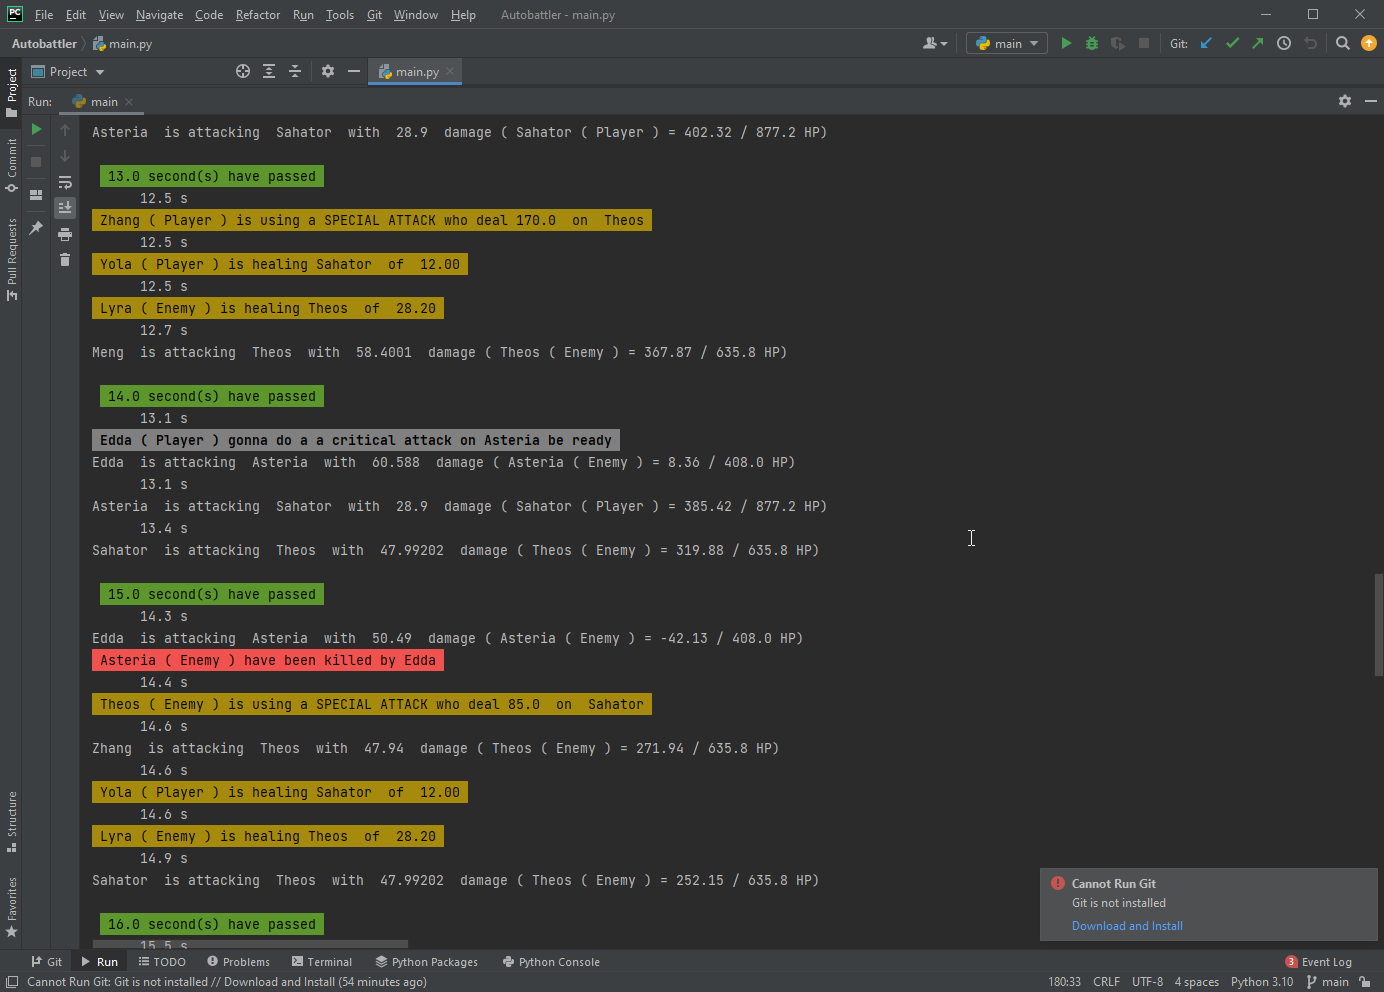 PC File Edit View Navigate Code Refactor Run Tools Git Window Help Autobattler - main.py
Autobattler main.py main Git:
Project main.py
Run: main
Project
Commit
Pull Requests
Structure
Favorites
Asteria  is attacking  Sahator  with  28.9  damage ( Sahator ( Player ) = 402.32 / 877.2 HP)
13.0 second(s) have passed
12.5 s
Zhang ( Player ) is using a SPECIAL ATTACK who deal 170.0  on  Theos
12.5 s
Yola ( Player ) is healing Sahator  of  12.00
12.5 s
Lyra ( Enemy ) is healing Theos  of  28.20
12.7 s
Meng  is attacking  Theos  with  58.4001  damage ( Theos ( Enemy ) = 367.87 / 635.8 HP)
14.0 second(s) have passed
13.1 s
Edda ( Player ) gonna do a a critical attack on Asteria be ready
Edda  is attacking  Asteria  with  60.588  damage ( Asteria ( Enemy ) = 8.36 / 408.0 HP)
13.1 s
Asteria  is attacking  Sahator  with  28.9  damage ( Sahator ( Player ) = 385.42 / 877.2 HP)
13.4 s
Sahator  is attacking  Theos  with  47.99202  damage ( Theos ( Enemy ) = 319.88 / 635.8 HP)
15.0 second(s) have passed
14.3 s
Edda  is attacking  Asteria  with  50.49  damage ( Asteria ( Enemy ) = -42.13 / 408.0 HP)
Asteria ( Enemy ) have been killed by Edda
14.4 s
Theos ( Enemy ) is using a SPECIAL ATTACK who deal 85.0  on  Sahator
14.6 s
Zhang  is attacking  Theos  with  47.94  damage ( Theos ( Enemy ) = 271.94 / 635.8 HP)
14.6 s
Yola ( Player ) is healing Sahator  of  12.00
14.6 s
Lyra ( Enemy ) is healing Theos  of  28.20
14.9 s
Sahator  is attacking  Theos  with  47.99202  damage ( Theos ( Enemy ) = 252.15 / 635.8 HP)
16.0 second(s) have passed
15.5 s
Cannot Run Git
Git is not installed
Download and Install
Git Run TODO Problems Terminal Python Packages Python Console 3 Event Log
Cannot Run Git: Git is not installed // Download and Install (54 minutes ago) 180:33 CRLF UTF-8 4 spaces Python 3.10 main